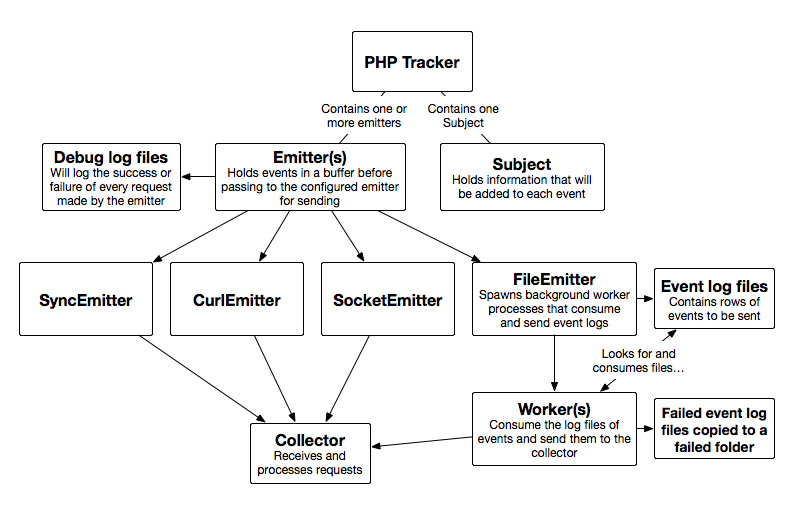 PHP Tracker
Contains one or
more emitters
Contains one
Subject
Debug log files
Will log the success or
failure of every request
made by the emitter
Emitter(s)
Holds events in a buffer before
passing to the configured emitter
for sending
Subject
Holds information that will
be added to each event
SyncEmitter
CurlEmitter
SocketEmitter
FileEmitter
Spawns background worker
processes that consume
and send event logs
Event log files
Contains rows of
events to be sent
Looks for and
consumes files...
Collector
Receives and
processes requests
Worker(s)
Consume the log files of
events and send them to the
collector
Failed event log
files copied to a
failed folder